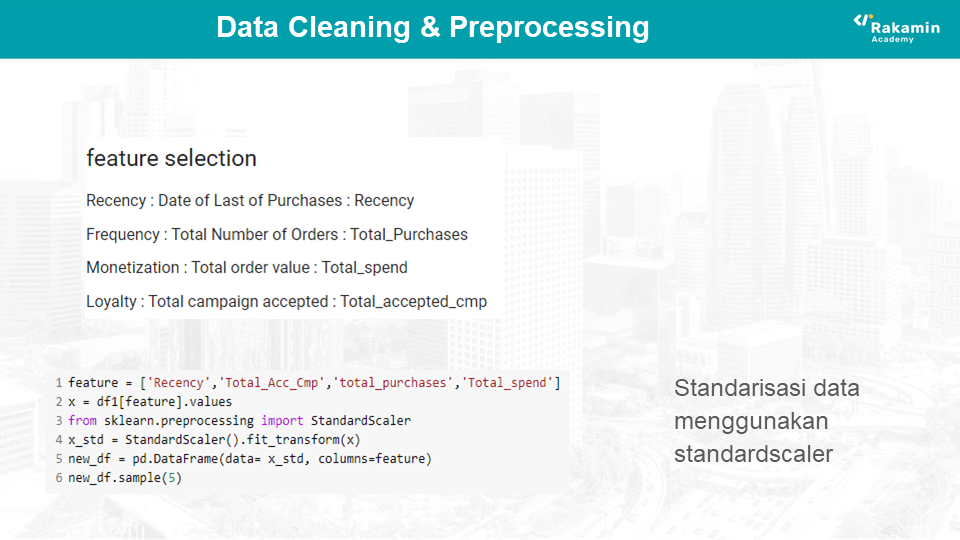 Data Cleaning & Preprocessing
Rakamin
Academy
feature selection
Recency : Date of Last of Purchases : Recency
Frequency : Total Number of Orders : Total_Purchases
Monetization : Total order value : Total_spend
Loyalty : Total campaign accepted : Total_accepted_cmp
1 feature = ['Recency','Total_Acc_Cmp','total_purchases','Total_spend']
2 x = df1[feature].values
3 from sklearn.preprocessing import StandardScaler
4 x_std = StandardScaler().fit_transform(x)
5 new_df = pd.DataFrame(data= x_std, columns=feature)
6 new_df.sample(5)
Standarisasi data
menggunakan
standardscaler